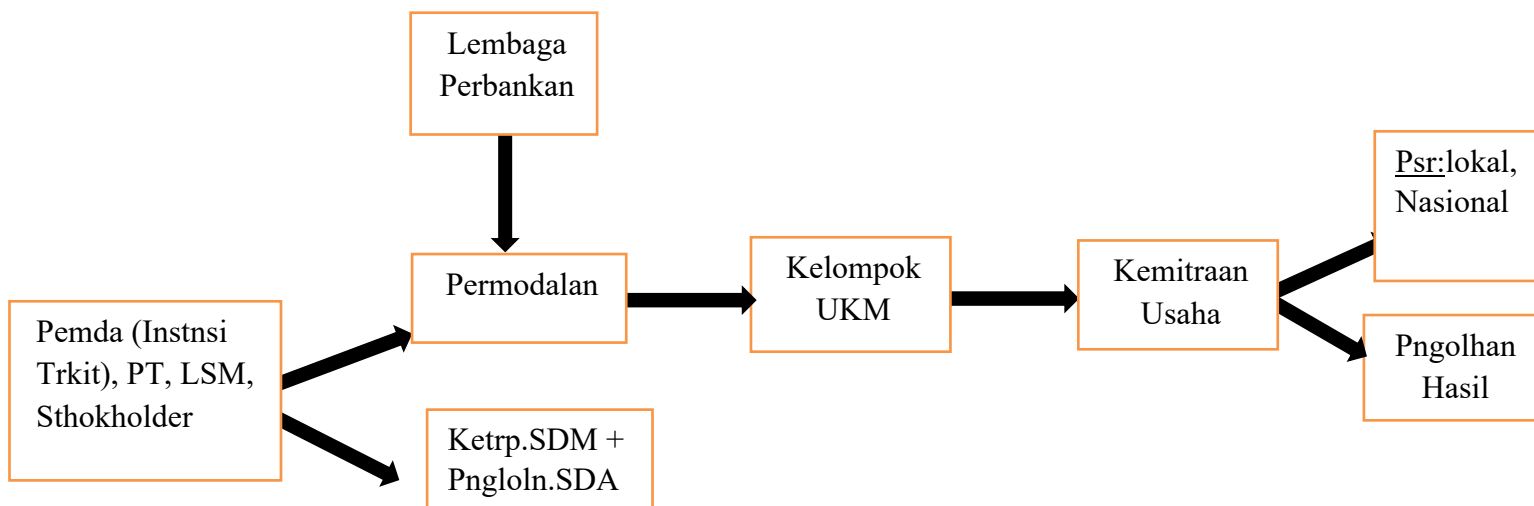 Lembaga
Perbankan
Psr:lokal,
Nasional
Permodalan
Kelompok
UKM
Kemitraan
Usaha
Pemda (Instnsi
Trkit), PT, LSM,
Sthokholder
Pngolhan
Hasil
Ketrp.SDM +
Pngloln.SDA